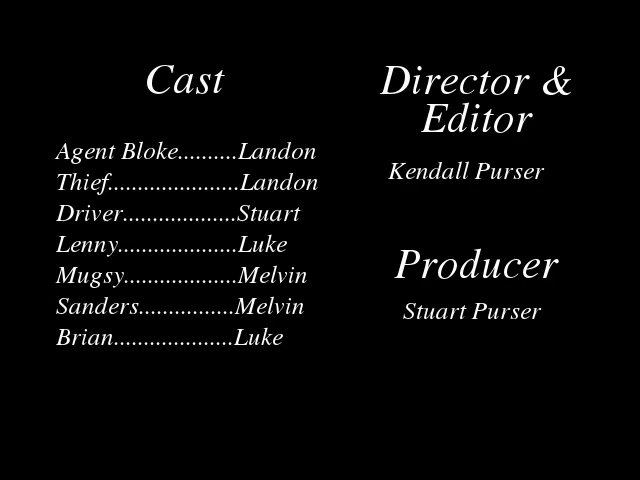 Cast
Agent Bloke..........Landon
Thief......................Landon
Driver...................Stuart
Lenny....................Luke
Mugsy...................Melvin
Sanders................Melvin
Brian....................Luke
Director &
Editor
Kendall Purser
Producer
Stuart Purser